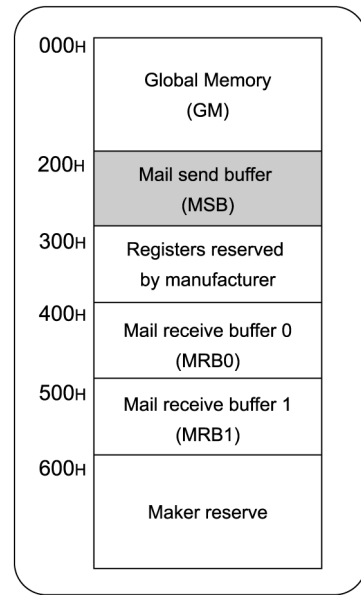 000H
Global Memory
(GM)
200H
Mail send buffer
(MSB)
300H
Registers reserved
by manufacturer
400H
Mail receive buffer 0
(MRB0)
500H
Mail receive buffer 1
(MRB1)
600H
Maker reserve